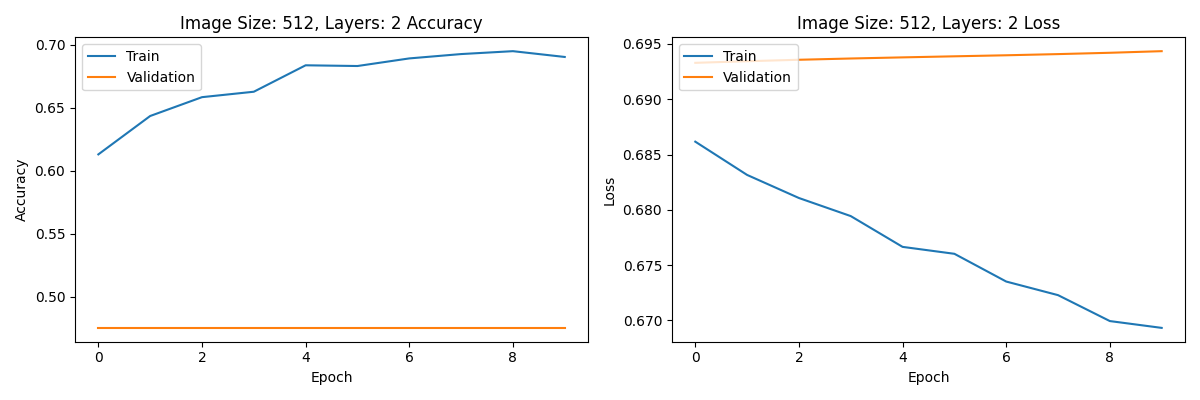 Image Size: 512, Layers: 2 Accuracy
Train
Validation
0.70
0.65
0.60
0.55
0.50
Accuracy
0 2 4 6 8
Epoch
Image Size: 512, Layers: 2 Loss
Train
Validation
0.695
0.690
0.685
0.680
0.675
0.670
Loss
0 2 4 6 8
Epoch